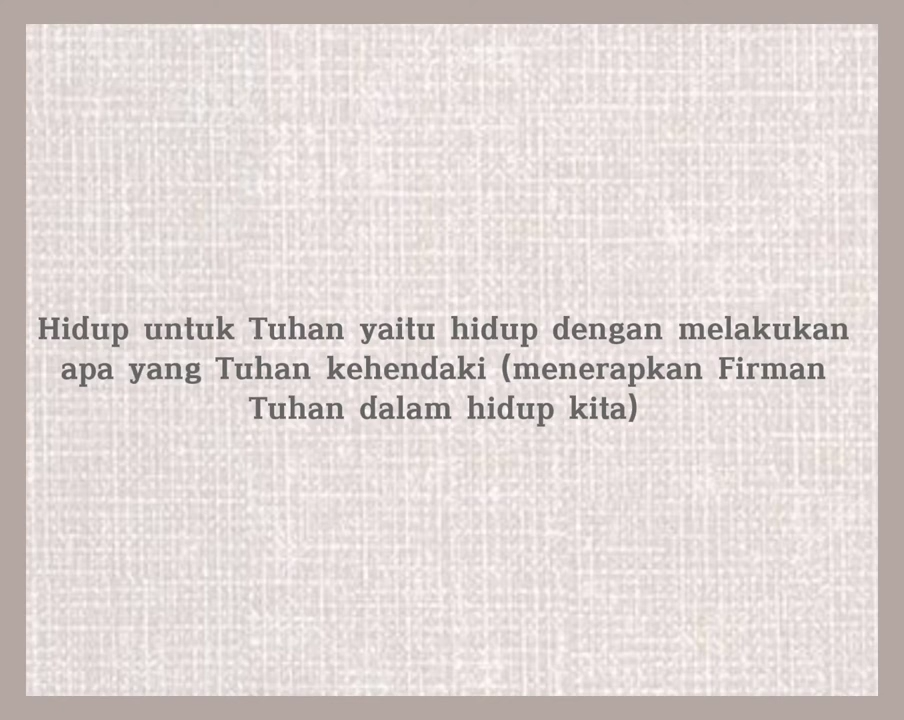 Hidup untuk Tuhan yaitu hidup dengan melakukan
apa yang Tuhan kehendaki (menerapkan Firman
Tuhan dalam hidup kita)